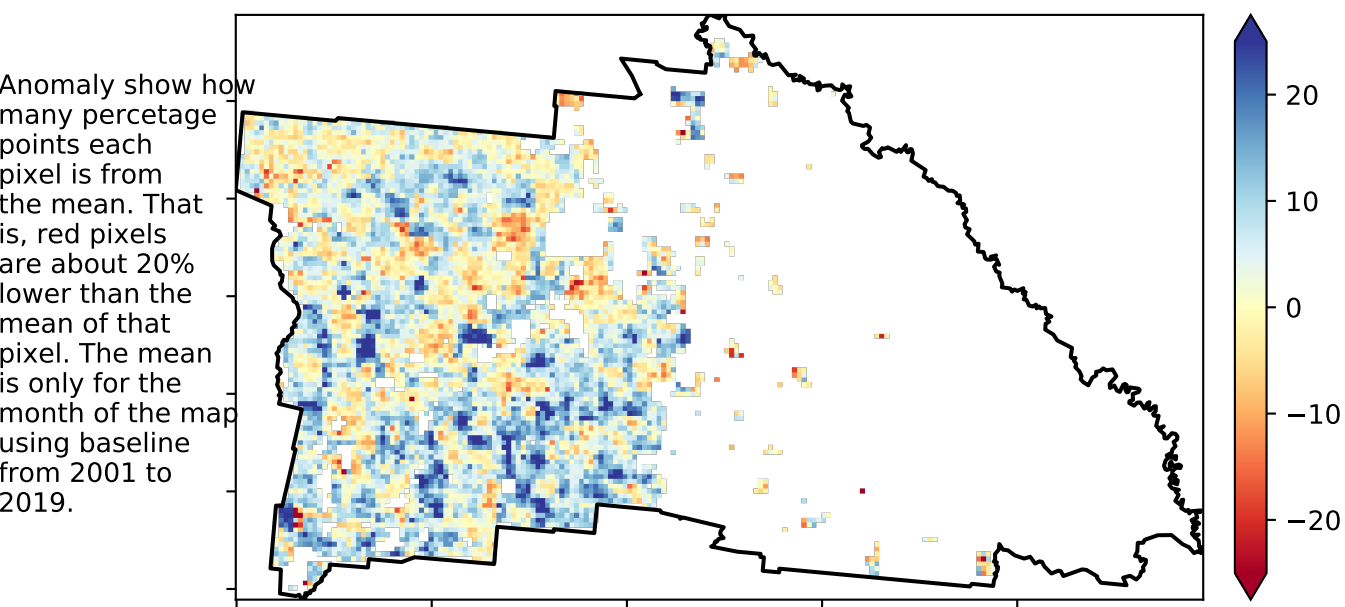 Anomaly show how
many percetage
points each
pixel is from
the mean. That
is, red pixels
are about 20%
lower than the
mean of that
pixel. The mean
is only for the
month of the map
using baseline
from 2001 to
2019.
20
10
0
−10
−20